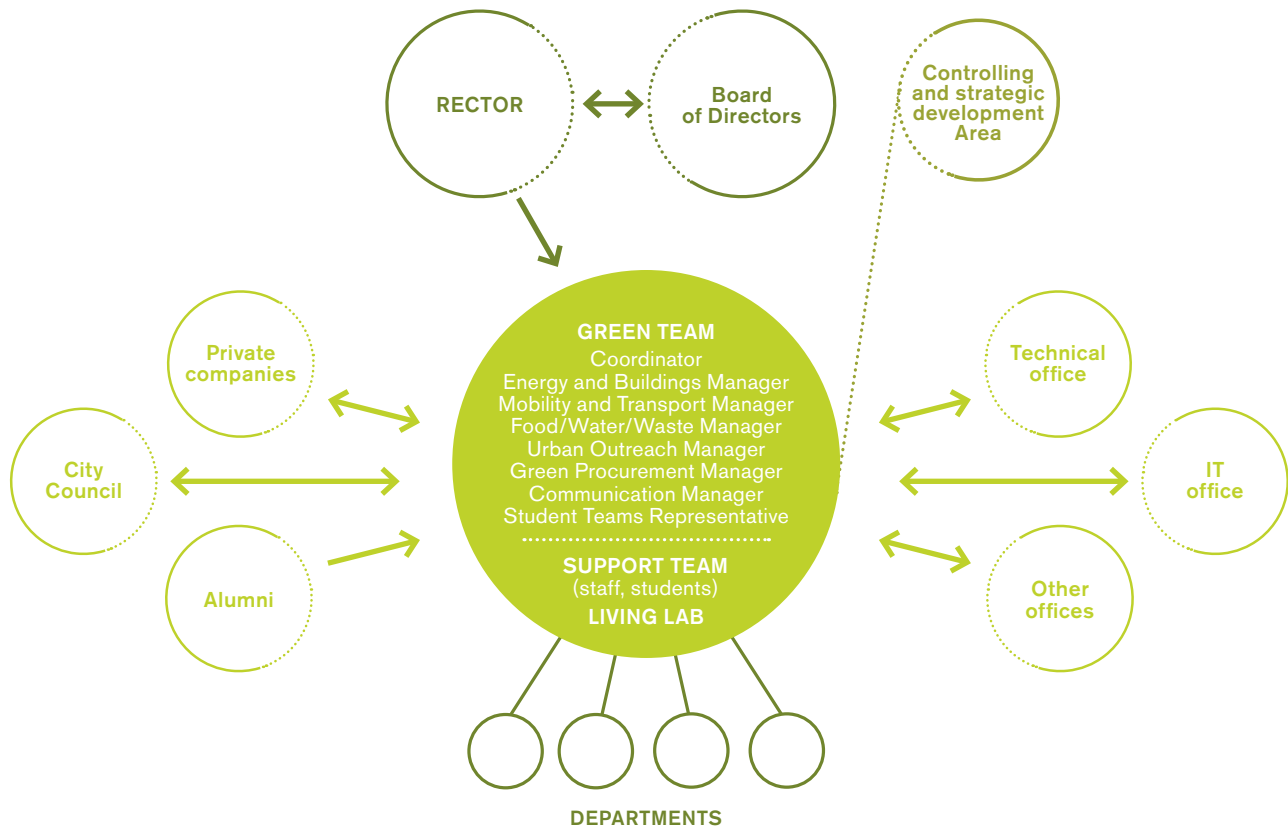 RECTOR
Board
of Directors
Controlling
and strategic
development
Area
Private
companies
City
Council
Alumni
GREEN TEAM
Coordinator
Energy and Buildings Manager
Mobility and Transport Manager
Food/Water/Waste Manager
Urban Outreach Manager
Green Procurement Manager
Communication Manager
Student Teams Representative
SUPPORT TEAM
(staff, students)
LIVING LAB
Technical
office
IT
office
Other
offices
DEPARTMENTS